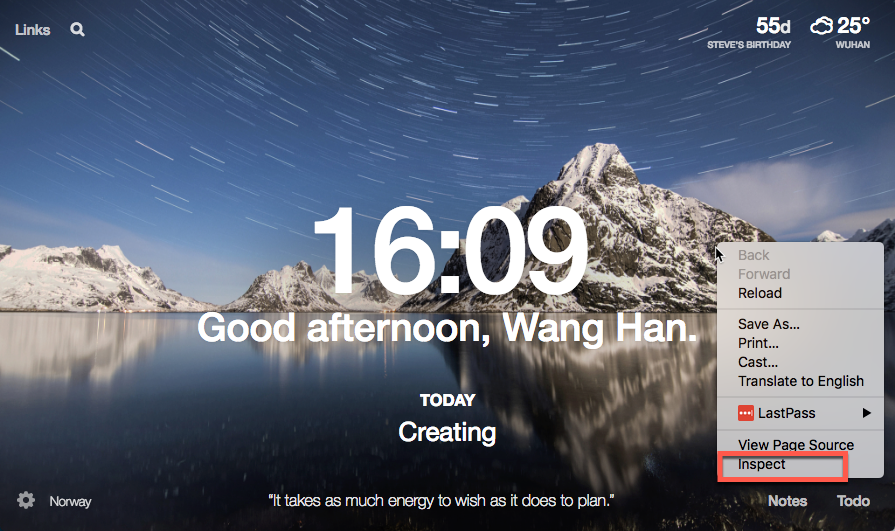 Links
55d
STEVE'S BIRTHDAY
25°
WUHAN
16:09
Good afternoon, Wang Han.
TODAY
Creating
Back
Forward
Reload
Save As...
Print...
Cast...
Translate to English
LastPass
View Page Source
Inspect
Norway
“It takes as much energy to wish as it does to plan.”
Notes
Todo